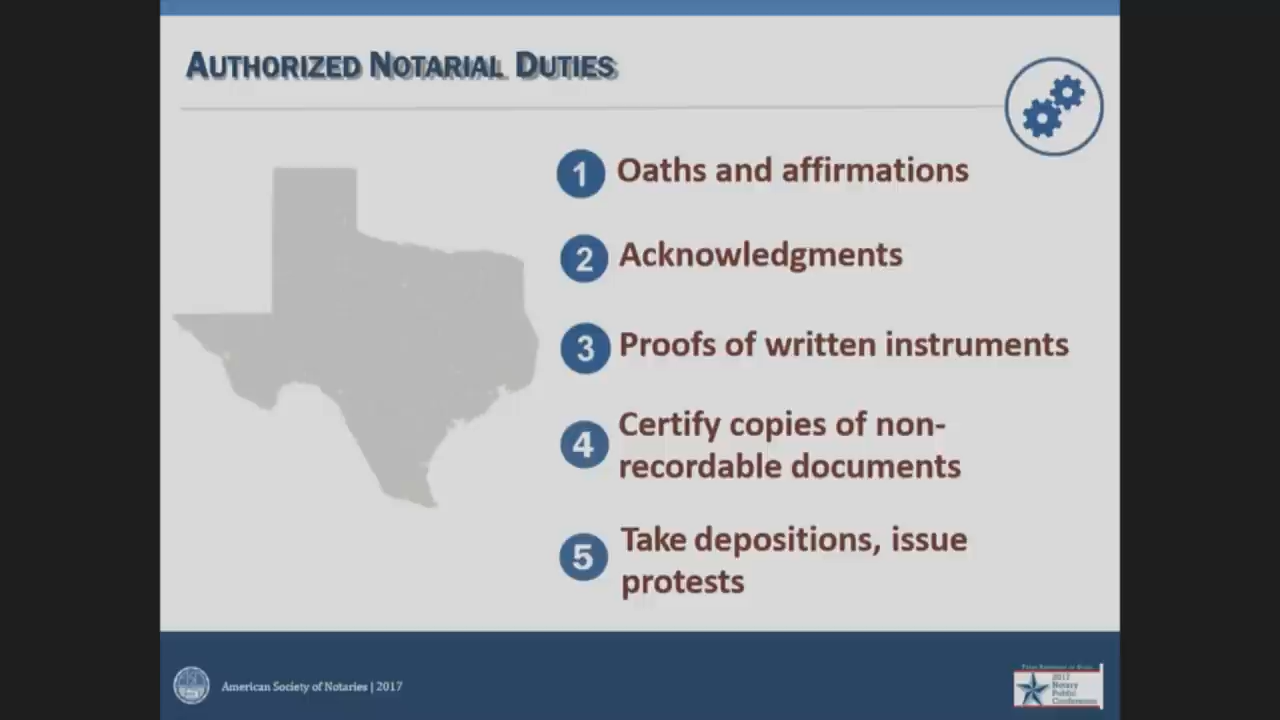 AUTHORIZED NOTARIAL DUTIES
1 Oaths and affirmations
2 Acknowledgments
3 Proofs of written instruments
4 Certify copies of non-
recordable documents
5 Take depositions, issue
protests
American Society of Notaries | 2017
2017
Notary
Public
Conference